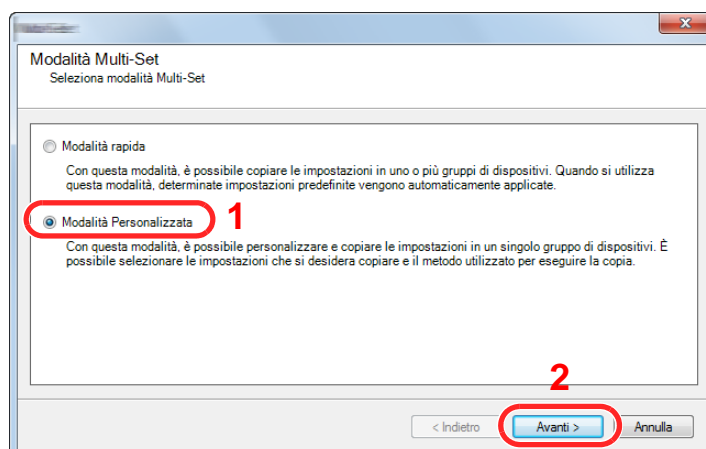 Modalità Multi-Set
Seleziona modalità Multi-Set
Modalità rapida
Con questa modalità, è possibile copiare le impostazioni in uno o più gruppi di dispositivi. Quando si utilizza
questa modalità, determinate impostazioni predefinite vengono automaticamente applicate.
Modalità Personalizzata
1
Con questa modalità, è possibile personalizzare e copiare le impostazioni in un singolo gruppo di dispositivi. È
possibile selezionare le impostazioni che si desidera copiare e il metodo utilizzato per eseguire la copia.
2
< Indietro
Avanti >
Annulla